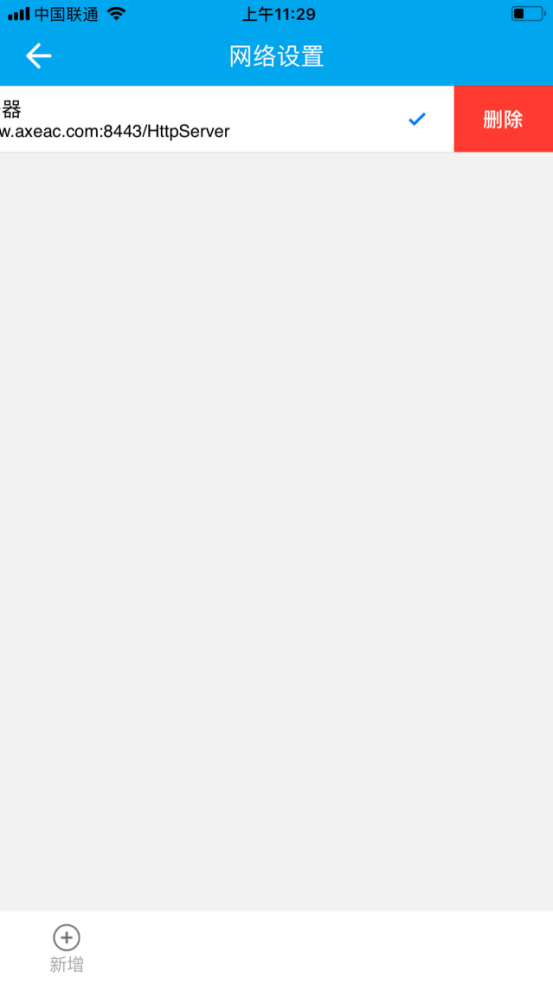 中国联通
上午11:29
网络设置
器
w.axeac.com:8443/HttpServer
删除
新增